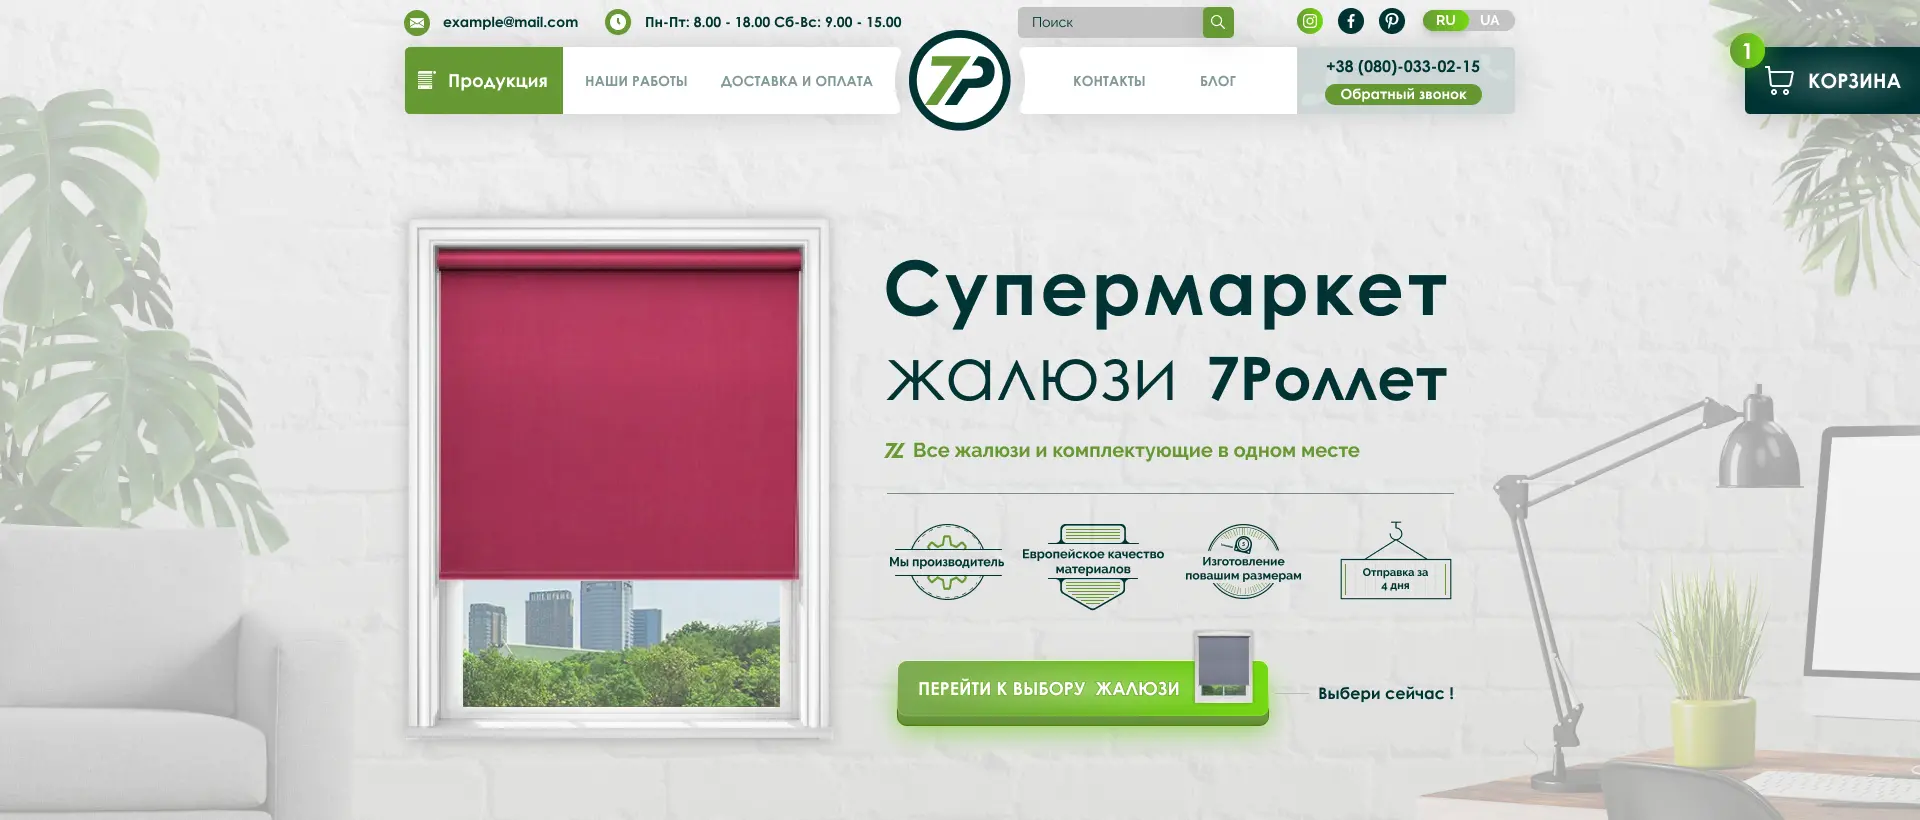 example@mail.com
Пн-Пт: 8.00 - 18.00 Сб-Вс: 9.00 - 15.00
Поиск
RU UA
1
КОРЗИНА
Продукция
НАШИ РАБОТЫ
ДОСТАВКА И ОПЛАТА
7P
КОНТАКТЫ
БЛОГ
+38 (080)-033-02-15
Обратный звонок
Супермаркет
жалюзи 7Роллет
Все жалюзи и комплектующие в одном месте
Мы производитель
Европейское качество
материалов
Изготовление
повашим размерам
Отправка за
4 дня
ПЕРЕЙТИ К ВЫБОРУ ЖАЛЮЗИ
Выбери сейчас !